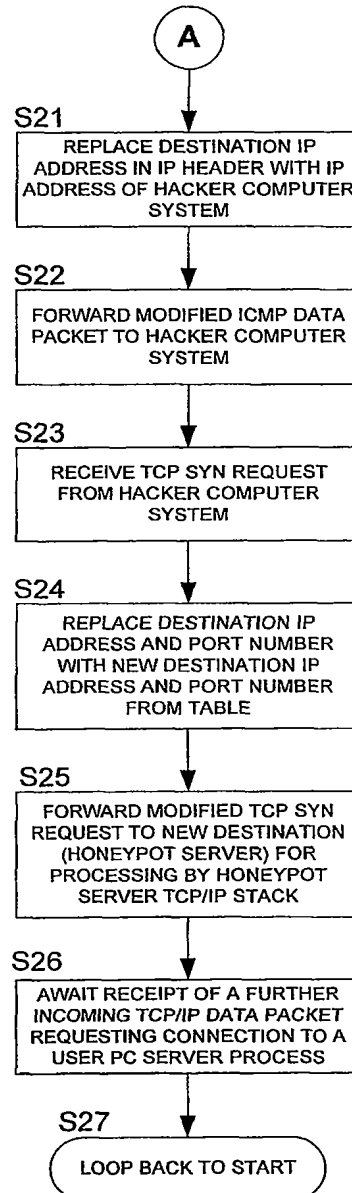 A
S21
REPLACE DESTINATION IP
ADDRESS IN IP HEADER WITH IP
ADDRESS OF HACKER COMPUTER
SYSTEM
S22
FORWARD MODIFIED ICMP DATA
PACKET TO HACKER COMPUTER
SYSTEM
S23
RECEIVE TCP SYN REQUEST
FROM HACKER COMPUTER
SYSTEM
S24
REPLACE DESTINATION IP
ADDRESS AND PORT NUMBER
WITH NEW DESTINATION IP
ADDRESS AND PORT NUMBER
FROM TABLE
S25
FORWARD MODIFIED TCP SYN
REQUEST TO NEW DESTINATION
(HONEYPOT SERVER) FOR
PROCESSING BY HONEYPOT
SERVER TCP/IP STACK
S26
AWAIT RECEIPT OF A FURTHER
INCOMING TCP/IP DATA PACKET
REQUESTING CONNECTION TO A
USER PC SERVER PROCESS
S27
LOOP BACK TO START